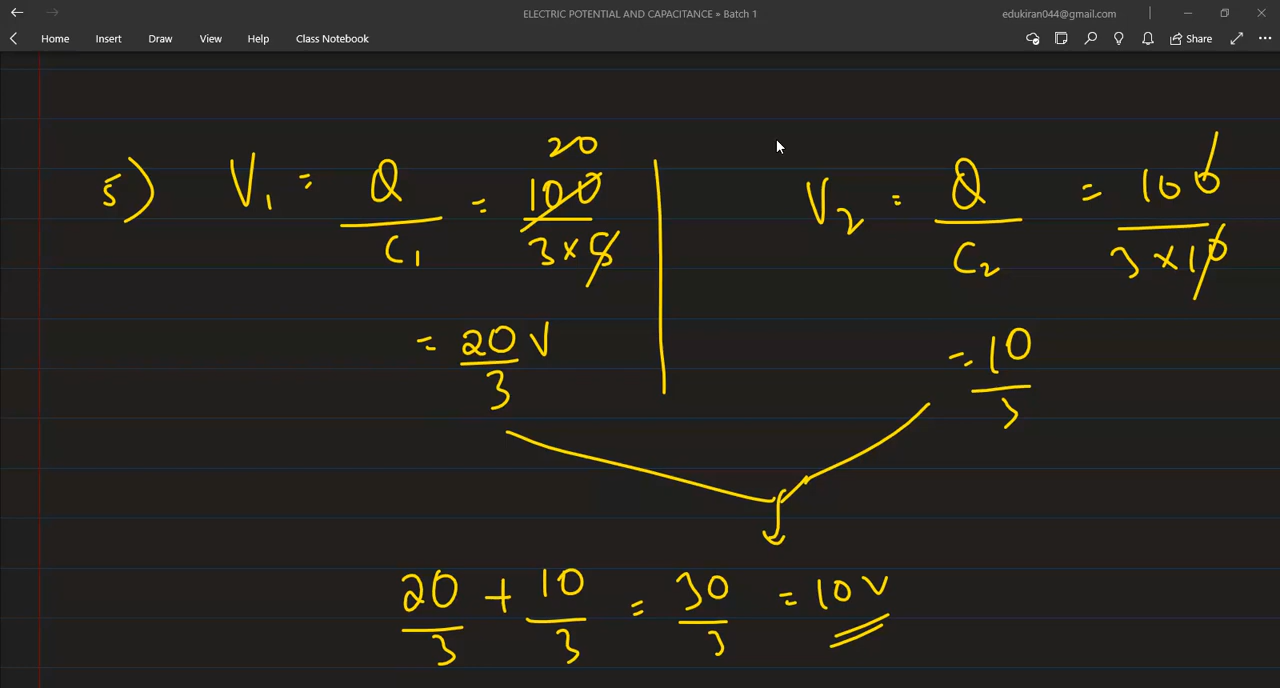 ELECTRIC POTENTIAL AND CAPACITANCE » Batch 1
edukiran044@gmail.com
Home Insert Draw View Help Class Notebook
Share
5) V₁ = Q/C₁ = 100/(3×5) 20
= 20/3 V
V₂ = Q/C₂ = 100/(3×10)
= 10/3
20/3 + 10/3 = 30/3 = 10V